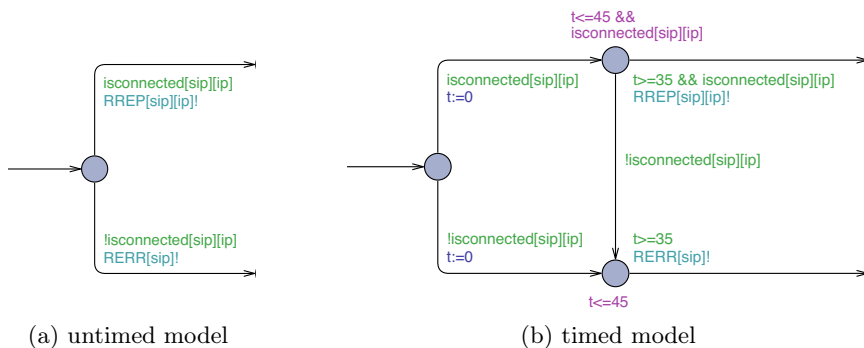 isconnected[sip][ip]
RREP[sip][ip]!
!isconnected[sip][ip]
RERR[sip]!
(a) untimed model
t<=45 &&
isconnected[sip][ip]
isconnected[sip][ip]
t:=0
t>=35 && isconnected[sip][ip]
RREP[sip][ip]!
!isconnected[sip][ip]
!isconnected[sip][ip]
t:=0
t>=35
RERR[sip]!
t<=45
(b) timed model